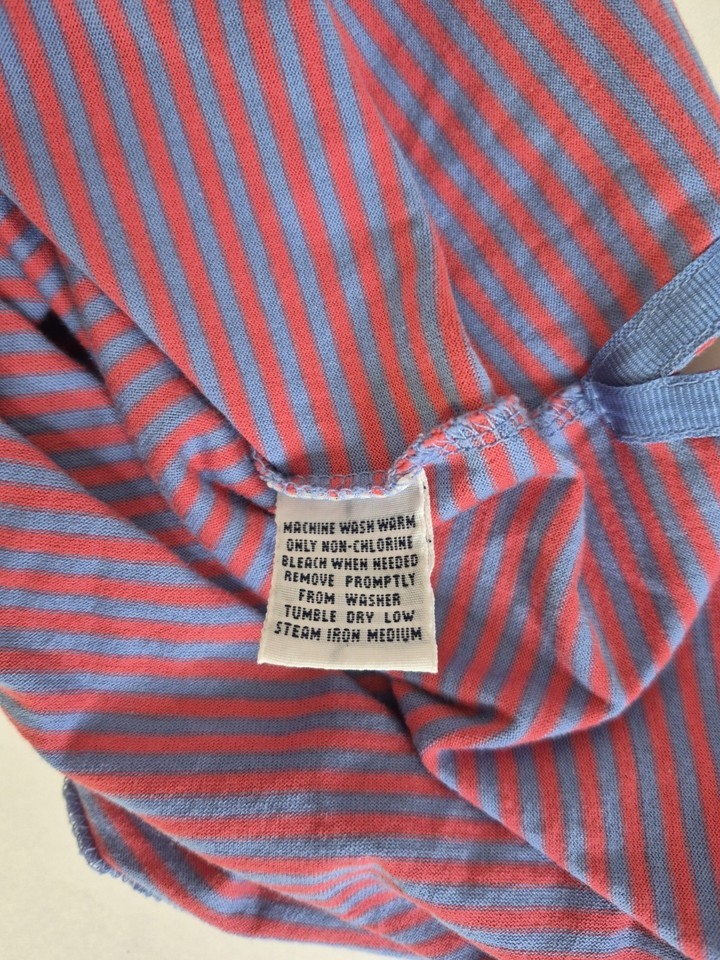 MACHINE WASH WARM
ONLY NON-CHLORINE
BLEACH WHEN NEEDED
REMOVE PROMPTLY
FROM WASHER
TUMBLE DRY LOW
STEAM IRON MEDIUM